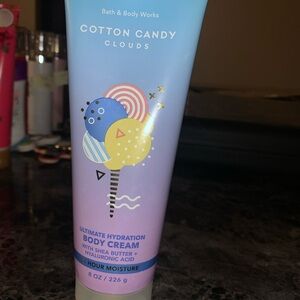 Bath & Body Works
COTTON CANDY
CLOUDS
ULTIMATE HYDRATION
BODY CREAM
WITH SHEA BUTTER +
HYALURONIC ACID
HOUR MOISTURE
8 OZ / 226 g